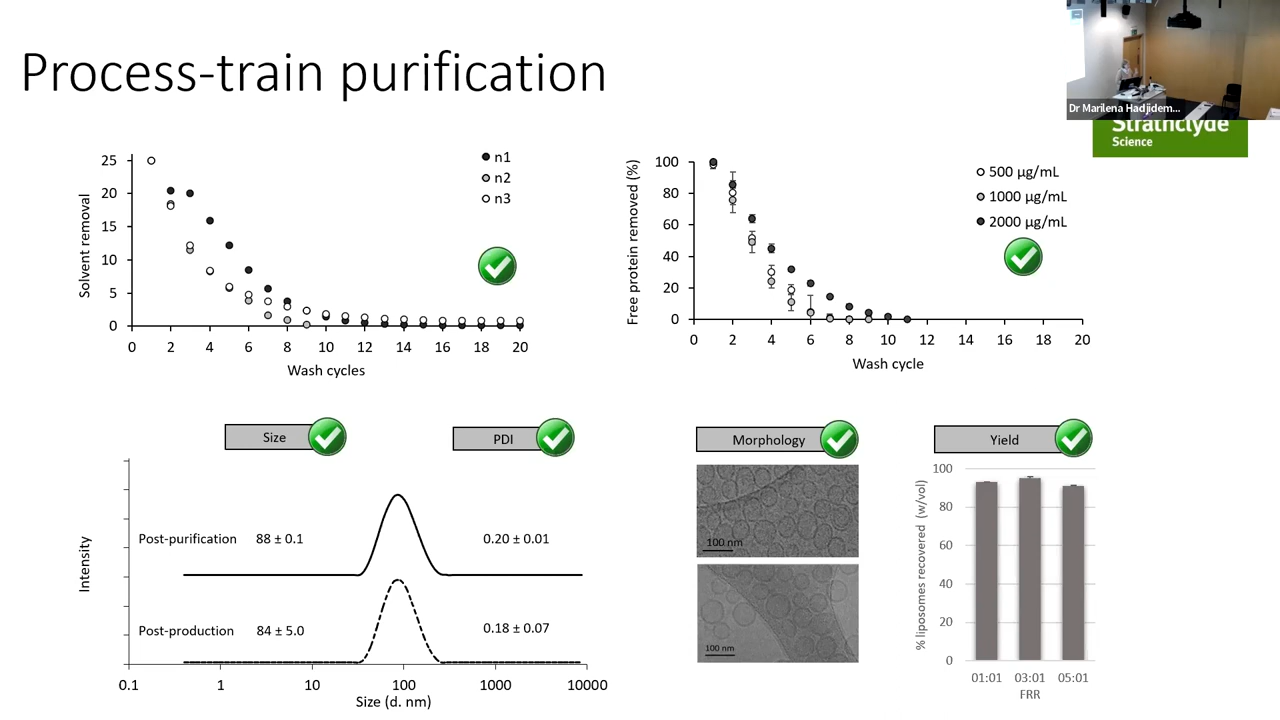 Process-train purification
Dr Marilena Hadjidem...
Strathclyde
Science
25
20
15
10
5
0
Solvent removal
n1
n2
n3
0 2 4 6 8 10 12 14 16 18 20
Wash cycles
100
80
60
40
20
0
Free protein removed (%)
500 µg/mL
1000 µg/mL
2000 µg/mL
0 2 4 6 8 10 12 14 16 18 20
Wash cycle
Size
PDI
Intensity
Post-purification 88 ± 0.1 0.20 ± 0.01
Post-production 84 ± 5.0 0.18 ± 0.07
0.1 1 10 100 1000 10000
Size (d. nm)
Morphology
100 nm
100 nm
Yield
% liposomes recovered (w/vol)
100
80
60
40
20
0
01:01 03:01 05:01
FRR